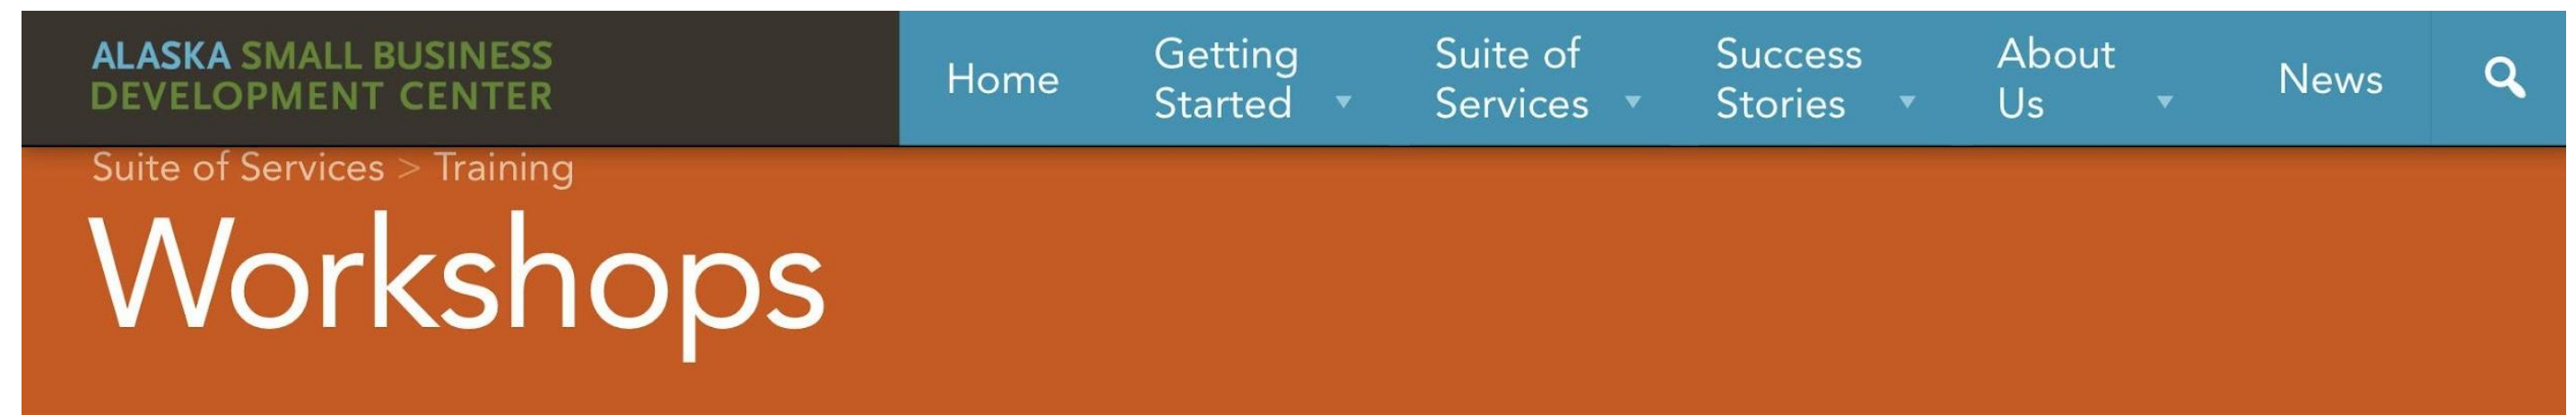 ALASKA SMALL BUSINESS
DEVELOPMENT CENTER
Home
Getting
Started
Suite of
Services
Success
Stories
About
Us
News
Suite of Services > Training
Workshops